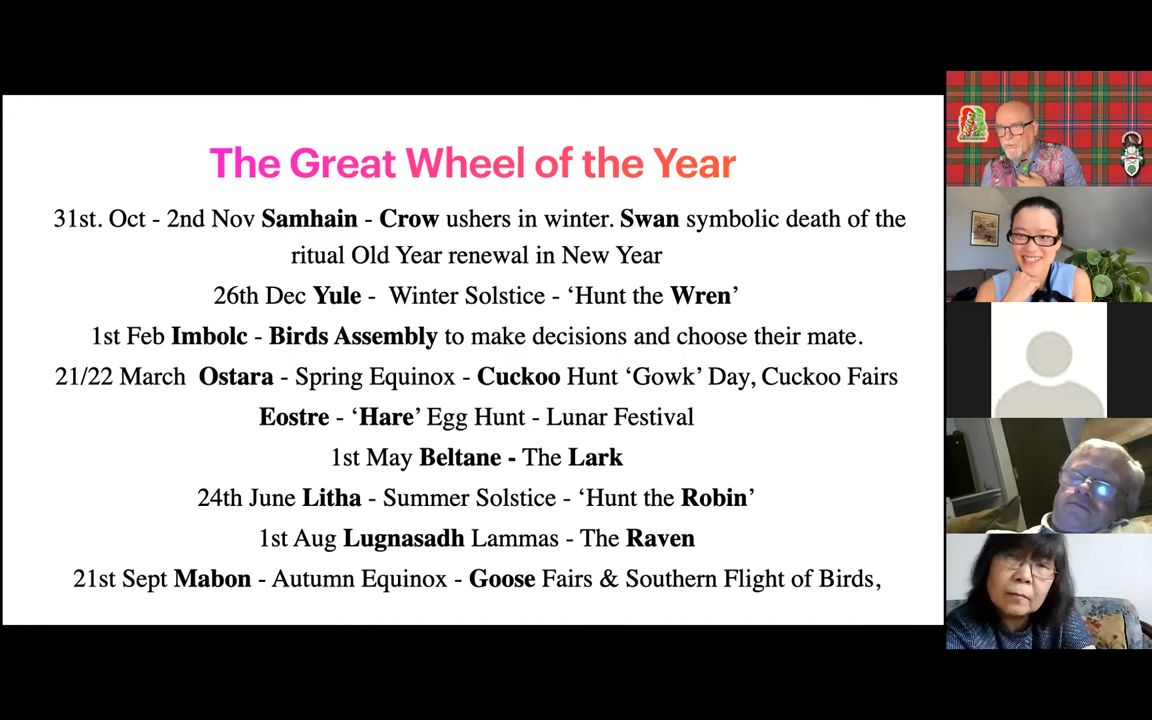 The Great Wheel of the Year
31st. Oct - 2nd Nov Samhain - Crow ushers in winter. Swan symbolic death of the
ritual Old Year renewal in New Year
26th Dec Yule - Winter Solstice - ‘Hunt the Wren’
1st Feb Imbolc - Birds Assembly to make decisions and choose their mate.
21/22 March Ostara - Spring Equinox - Cuckoo Hunt ‘Gowk’ Day, Cuckoo Fairs
Eostre - ‘Hare’ Egg Hunt - Lunar Festival
1st May Beltane - The Lark
24th June Litha - Summer Solstice - ‘Hunt the Robin’
1st Aug Lugnasadh Lammas - The Raven
21st Sept Mabon - Autumn Equinox - Goose Fairs & Southern Flight of Birds,